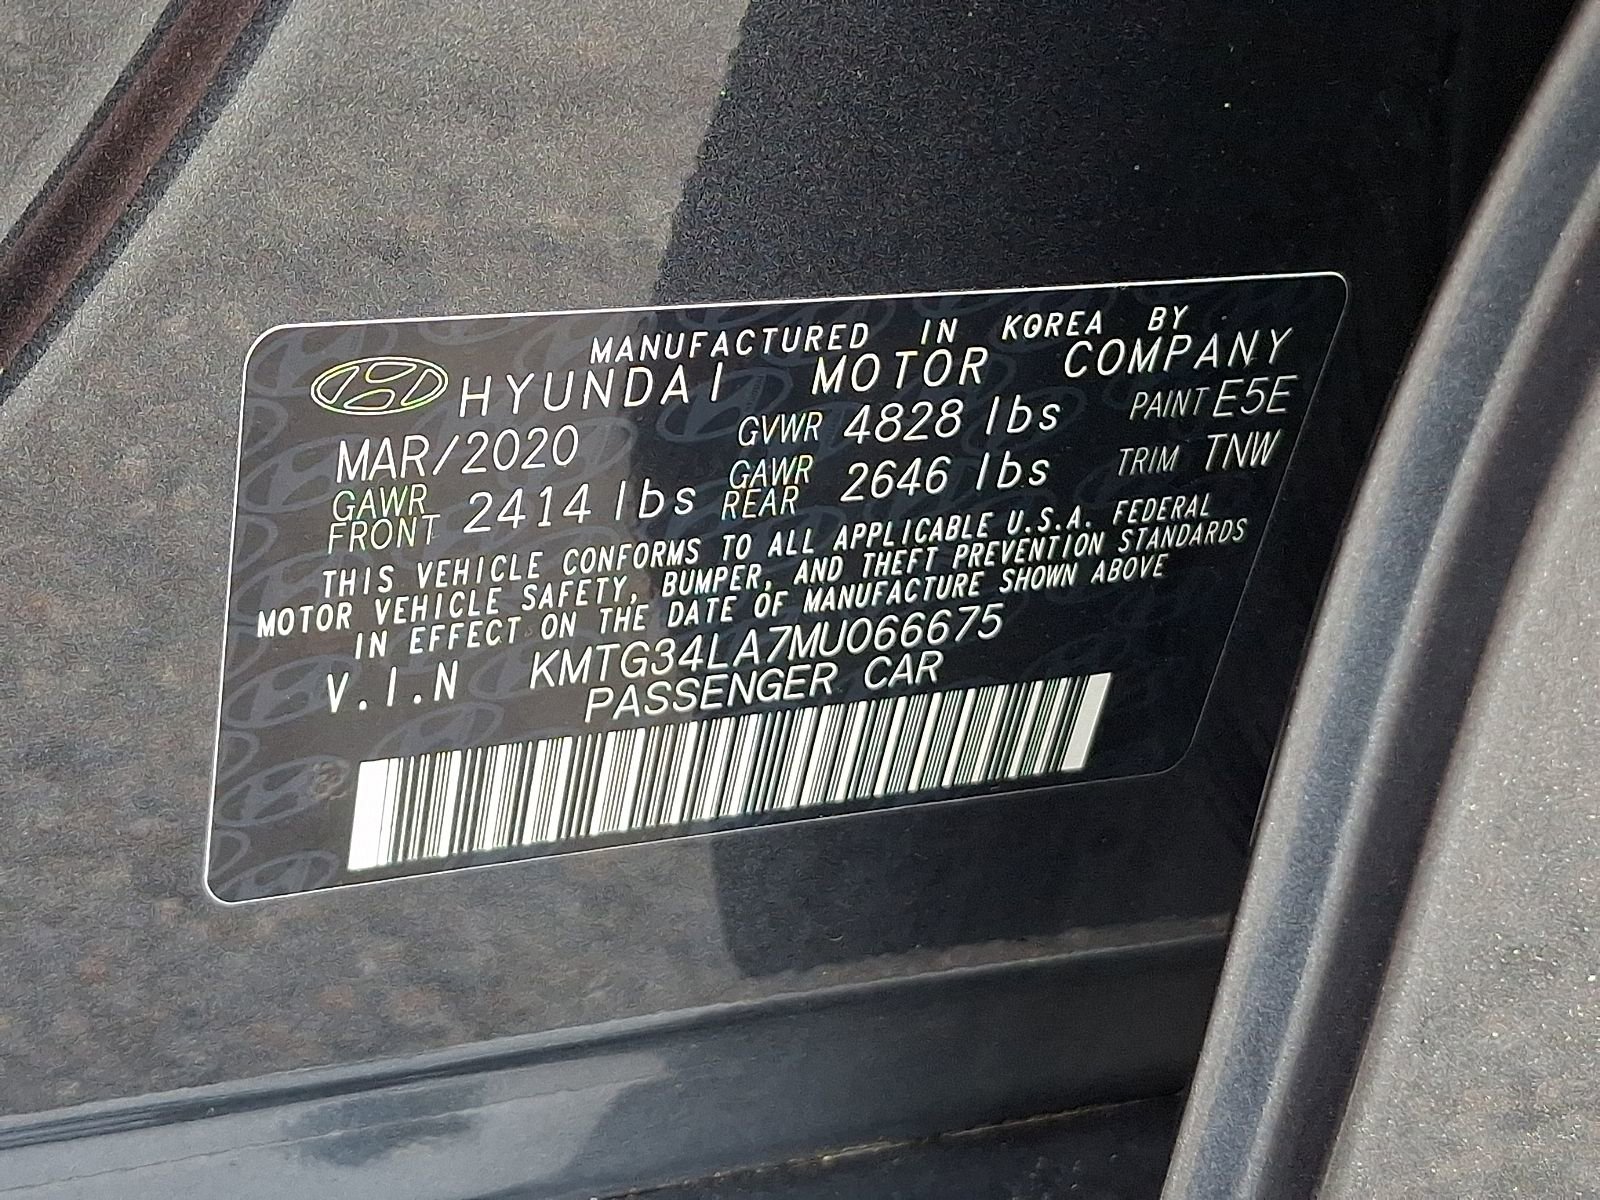 MANUFACTURED IN KOREA BY
HYUNDAI MOTOR COMPANY
MAR/2020 GVWR 4828 lbs PAINT E5E
GAWR FRONT 2414 lbs GAWR REAR 2646 lbs TRIM TNW
THIS VEHICLE CONFORMS TO ALL APPLICABLE U.S.A. FEDERAL
MOTOR VEHICLE SAFETY, BUMPER, AND THEFT PREVENTION STANDARDS
IN EFFECT ON THE DATE OF MANUFACTURE SHOWN ABOVE
V.I.N KMTG34LA7MU066675
PASSENGER CAR